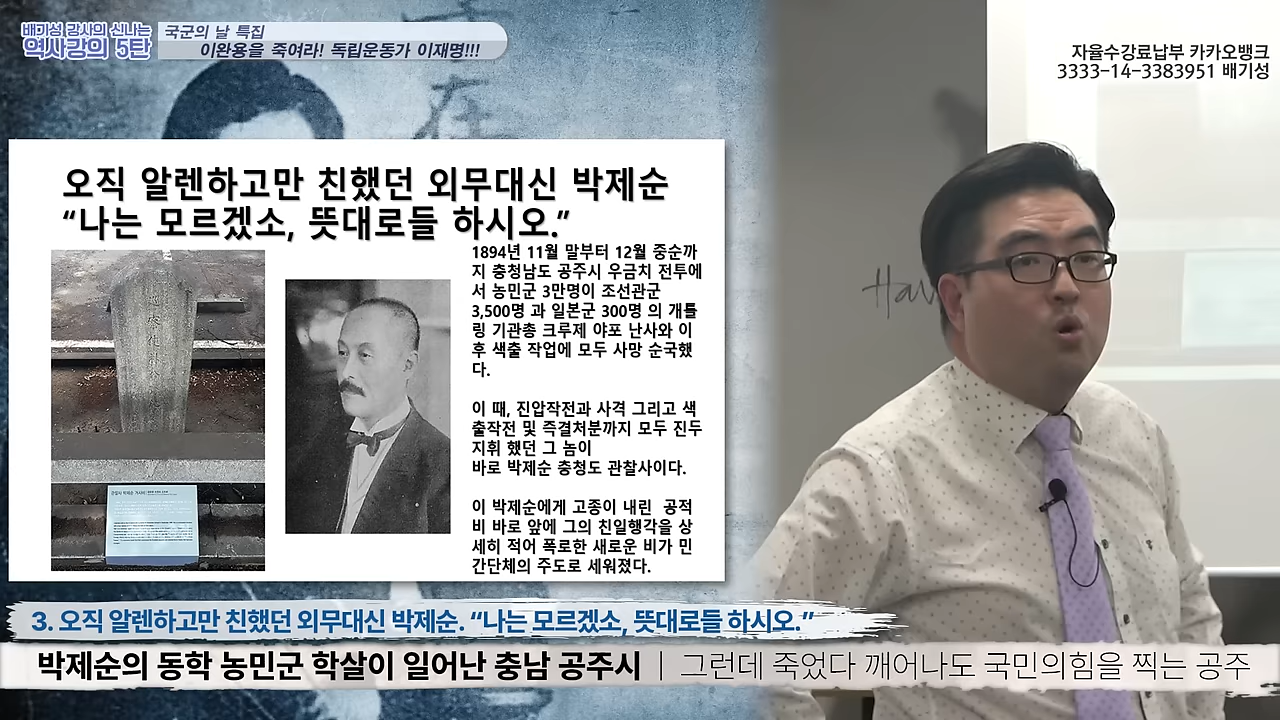 배기성 강사의 신나는
역사강의 5탄
국군의 날 특집
이완용을 죽여라! 독립운동가 이재명!!!
자율수강료납부 카카오뱅크
3333-14-3383951 배기성
오직 알렌하고만 친했던 외무대신 박제순
“나는 모르겠소, 뜻대로들 하시오.”
1894년 11월 말부터 12월 중순까
지 충청남도 공주시 우금치 전투에
서 농민군 3만명이 조선관군
3,500명 과 일본군 300명 의 개틀
링 기관총 크루제 야포 난사와 이
후 색출 작업에 모두 사망 순국했
다.
이 때, 진압작전과 사격 그리고 색
출작전 및 즉결처분까지 모두 진두
지휘 했던 그 놈이
바로 박제순 충청도 관찰사이다.
이 박제순에게 고종이 내린 공적
비 바로 앞에 그의 친일행각을 상
세히 적어 폭로한 새로운 비가 민
간단체의 주도로 세워졌다.
3. 오직 알렌하고만 친했던 외무대신 박제순. “나는 모르겠소, 뜻대로들 하시오.”
박제순의 동학 농민군 학살이 일어난 충남 공주시 | 그런데 죽었다 깨어나도 국민의힘을 찍는 공주